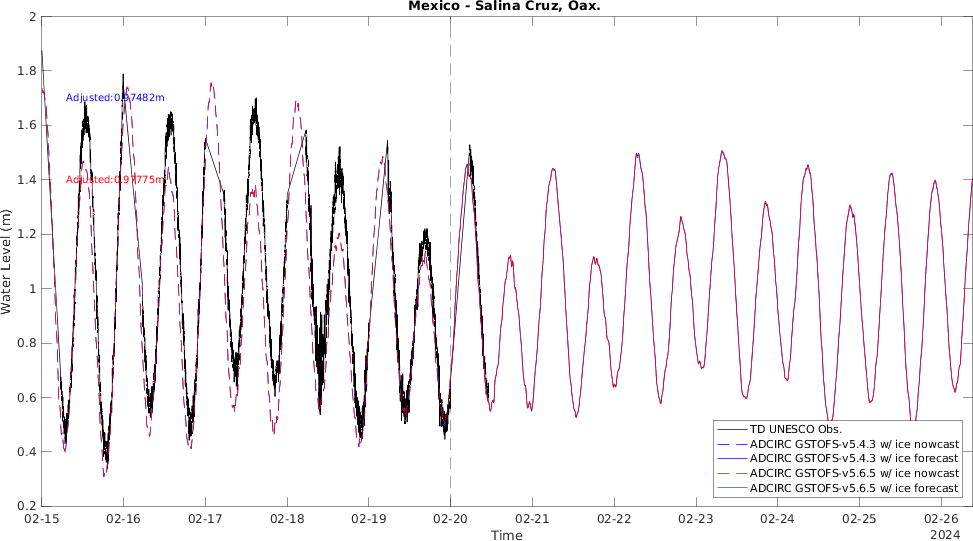 Mexico - Salina Cruz, Oax.
2
1.8
1.6
1.4
1.2
1
0.8
0.6
0.4
0.2
Water Level (m)
Adjusted:0.97482m
Adjusted:0.97775m
TD UNESCO Obs.
ADCIRC GSTOFS-v5.4.3 w/ ice nowcast
ADCIRC GSTOFS-v5.4.3 w/ ice forecast
ADCIRC GSTOFS-v5.6.5 w/ ice nowcast
ADCIRC GSTOFS-v5.6.5 w/ ice forecast
02-15 02-16 02-17 02-18 02-19 02-20 02-21 02-22 02-23 02-24 02-25 02-26
Time
2024